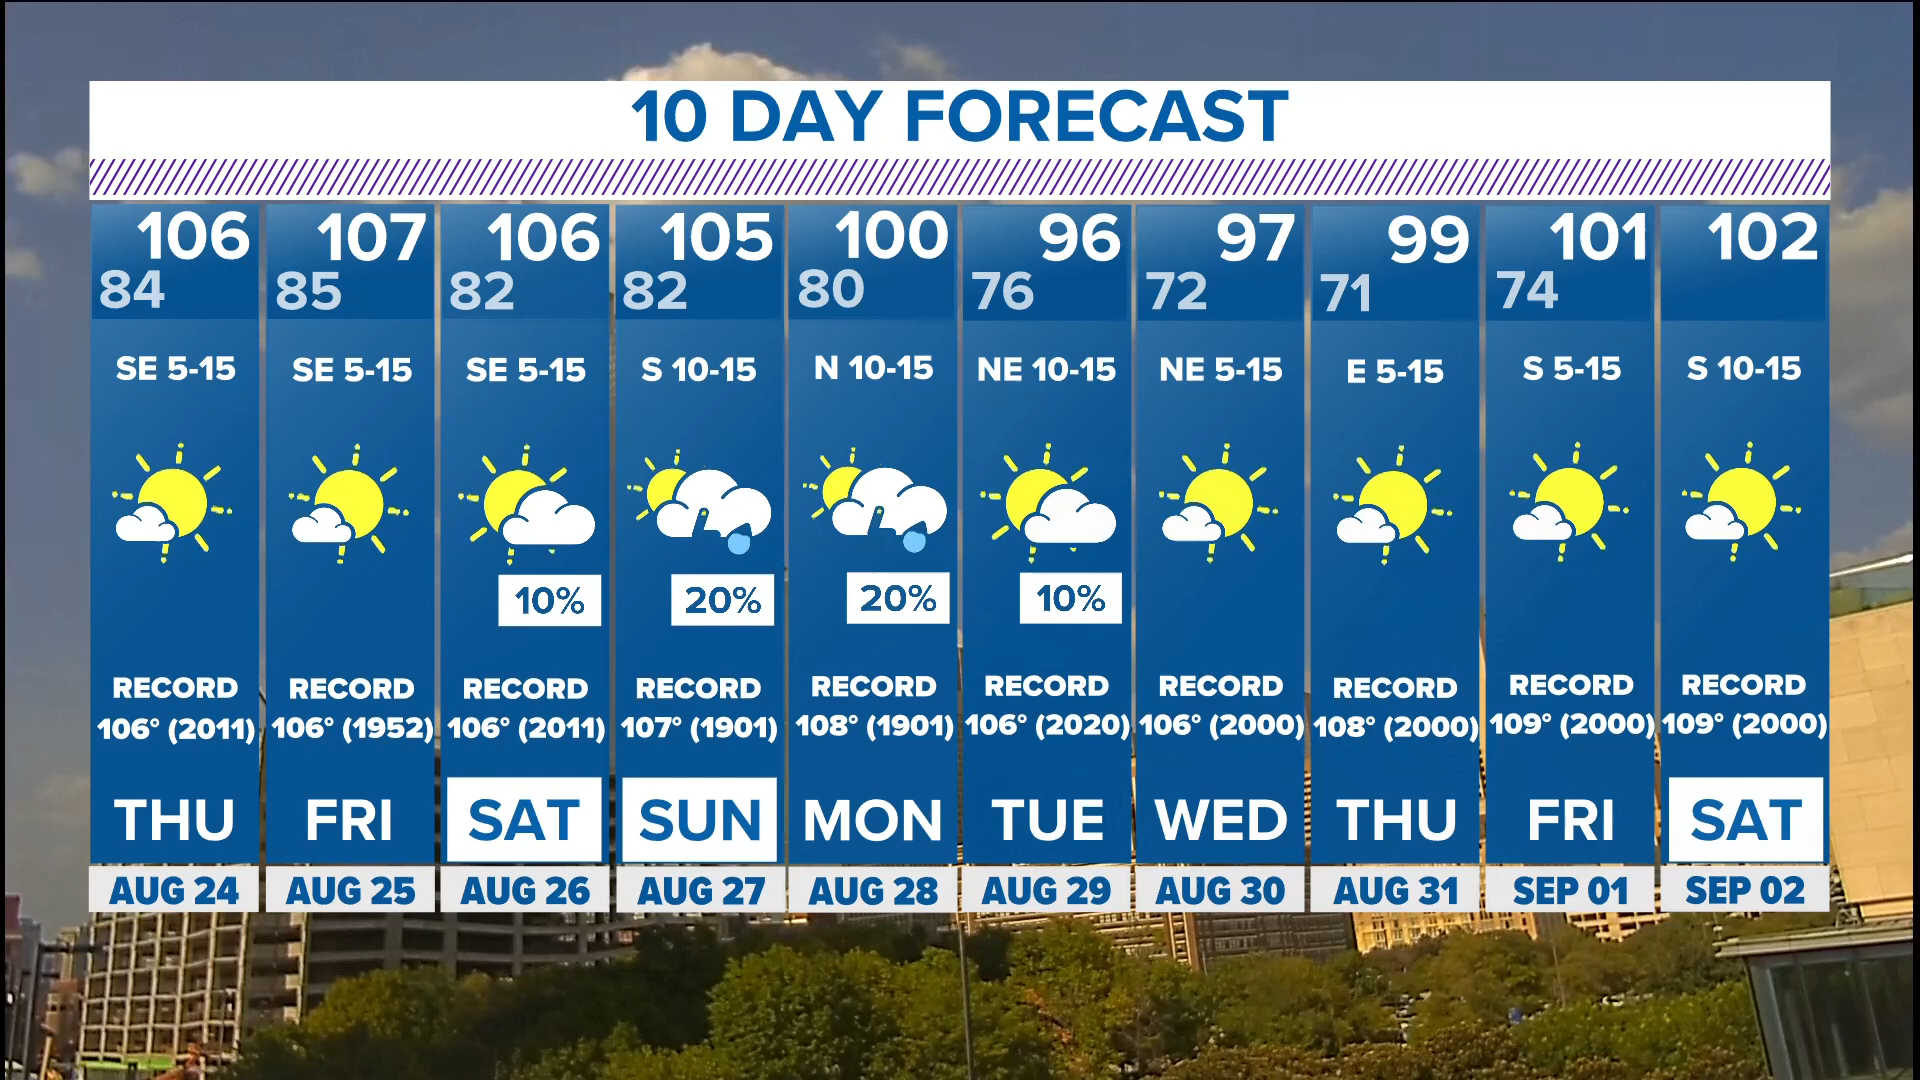 10 DAY FORECAST
106
84
SE 5-15
RECORD
106° (2011)
THU
AUG 24
107
85
SE 5-15
RECORD
106° (1952)
FRI
AUG 25
106
82
SE 5-15
10%
RECORD
106° (2011)
SAT
AUG 26
105
82
S 10-15
20%
RECORD
107° (1901)
SUN
AUG 27
100
80
N 10-15
20%
RECORD
108° (1901)
MON
AUG 28
96
76
NE 10-15
10%
RECORD
106° (2020)
TUE
AUG 29
97
72
NE 5-15
RECORD
106° (2000)
WED
AUG 30
99
71
E 5-15
RECORD
108° (2000)
THU
AUG 31
101
74
S 5-15
RECORD
109° (2000)
FRI
SEP 01
102
S 10-15
RECORD
109° (2000)
SAT
SEP 02